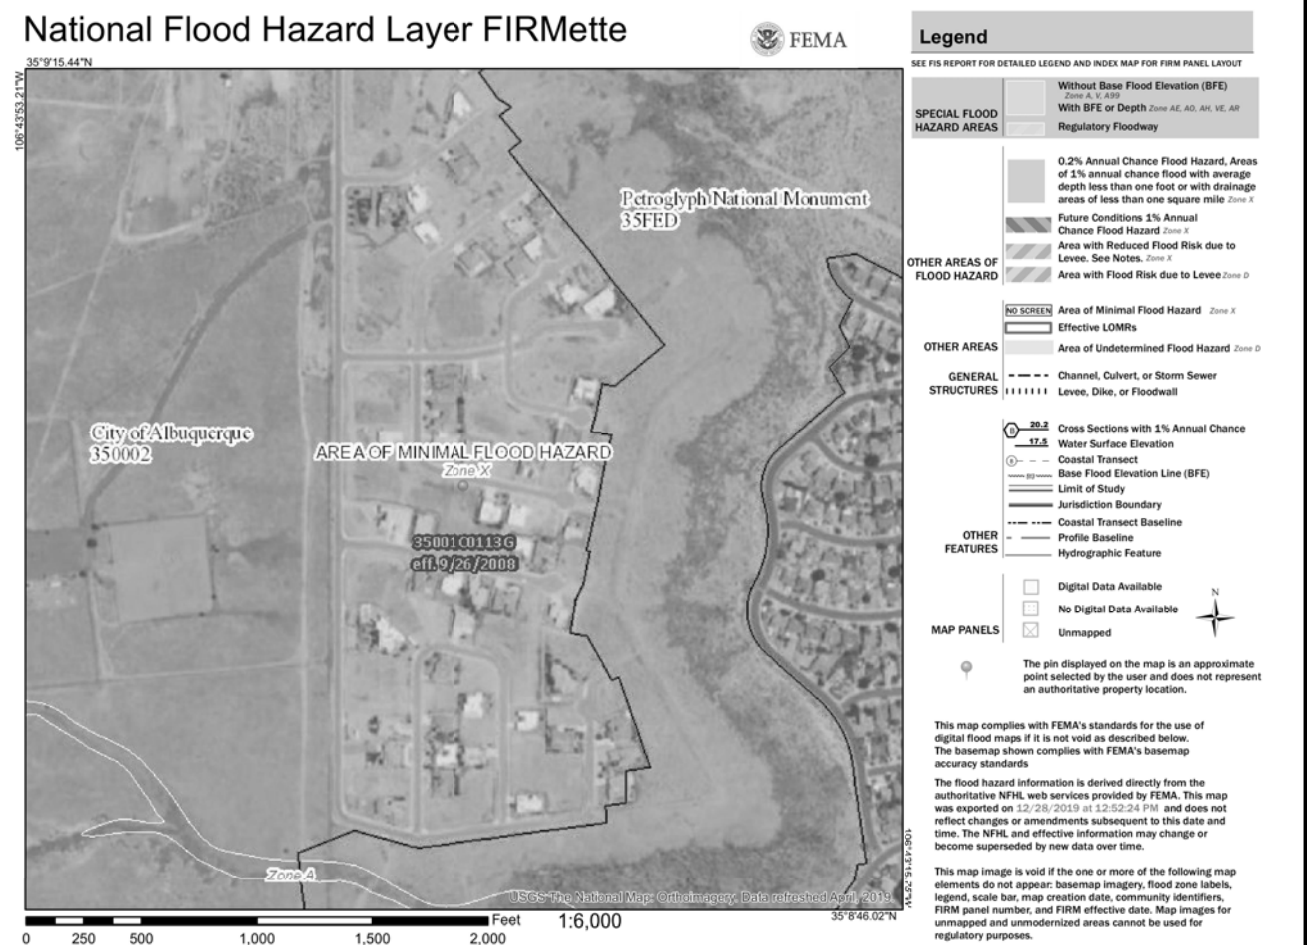 National Flood Hazard Layer FIRMette
FEMA
35°9'15.44"N
106°43'53.21"W
Petroglyph National Monument
35FED
City of Albuquerque
350002
AREA OF MINIMAL FLOOD HAZARD
Zone X
35001C0113G
eff. 9/26/2008
Zone A
USGS The National Map: Orthoimagery. Data refreshed April, 2019.
106°43'15.75"W
35°8'46.02"N
Feet
1:6,000
0 250 500 1,000 1,500 2,000
Legend
SEE FIS REPORT FOR DETAILED LEGEND AND INDEX MAP FOR FIRM PANEL LAYOUT
SPECIAL FLOOD
HAZARD AREAS
Without Base Flood Elevation (BFE)
Zone A, V, A99
With BFE or Depth Zone AE, AO, AH, VE, AR
Regulatory Floodway
OTHER AREAS OF
FLOOD HAZARD
0.2% Annual Chance Flood Hazard, Areas
of 1% annual chance flood with average
depth less than one foot or with drainage
areas of less than one square mile Zone X
Future Conditions 1% Annual
Chance Flood Hazard Zone X
Area with Reduced Flood Risk due to
Levee. See Notes. Zone X
Area with Flood Risk due to Levee Zone D
OTHER AREAS
NO SCREEN Area of Minimal Flood Hazard Zone X
Effective LOMRs
Area of Undetermined Flood Hazard Zone D
GENERAL
STRUCTURES
Channel, Culvert, or Storm Sewer
Levee, Dike, or Floodwall
OTHER
FEATURES
B 20.2 Cross Sections with 1% Annual Chance
17.5 Water Surface Elevation
8 Coastal Transect
513 Base Flood Elevation Line (BFE)
Limit of Study
Jurisdiction Boundary
Coastal Transect Baseline
Profile Baseline
Hydrographic Feature
MAP PANELS
Digital Data Available
No Digital Data Available
Unmapped
N
The pin displayed on the map is an approximate
point selected by the user and does not represent
an authoritative property location.
This map complies with FEMA's standards for the use of
digital flood maps if it is not void as described below.
The basemap shown complies with FEMA's basemap
accuracy standards
The flood hazard information is derived directly from the
authoritative NFHL web services provided by FEMA. This map
was exported on 12/28/2019 at 12:52:24 PM and does not
reflect changes or amendments subsequent to this date and
time. The NFHL and effective information may change or
become superseded by new data over time.
This map image is void if the one or more of the following map
elements do not appear: basemap imagery, flood zone labels,
legend, scale bar, map creation date, community identifiers,
FIRM panel number, and FIRM effective date. Map images for
unmapped and unmodernized areas cannot be used for
regulatory purposes.